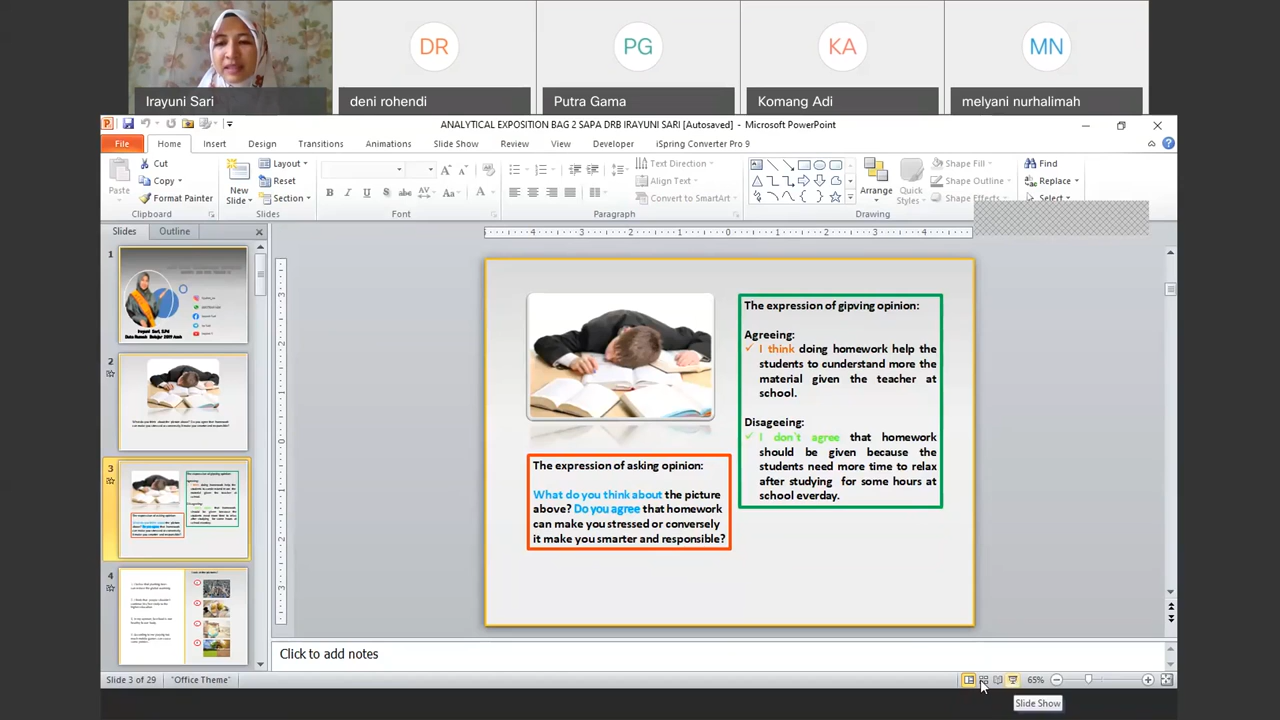 DR
PG
KA
MN
Irayuni Sari
deni rohendi
Putra Gama
Komang Adi
melyani nurhalimah
ANALYTICAL EXPOSITION BAG 2 SAPA DRB IRAYUNI SARI [Autosaved] - Microsoft PowerPoint
File Home Insert Design Transitions Animations Slide Show Review View Developer iSpring Converter Pro 9
Paste
Cut
Copy
Format Painter
Clipboard
New
Slide
Layout
Reset
Section
Slides
Font
Text Direction
Align Text
Convert to SmartArt
Paragraph
Arrange
Quick
Styles
Shape Fill
Shape Outline
Shape Effects
Drawing
Find
Replace
Select
Slides Outline
1
2
3
4
The expression of gipving opinion:
Agreeing:
I think doing homework help the
students to cunderstand more the
material given the teacher at
school.
Disageeing:
I don't agree that homework
should be given because the
students need more time to relax
after studying for some hours at
school everday.
The expression of asking opinion:
What do you think about the picture
above? Do you agree that homework
can make you stressed or conversely
it make you smarter and responsible?
Click to add notes
Slide 3 of 29 "Office Theme" 65%
Slide Show